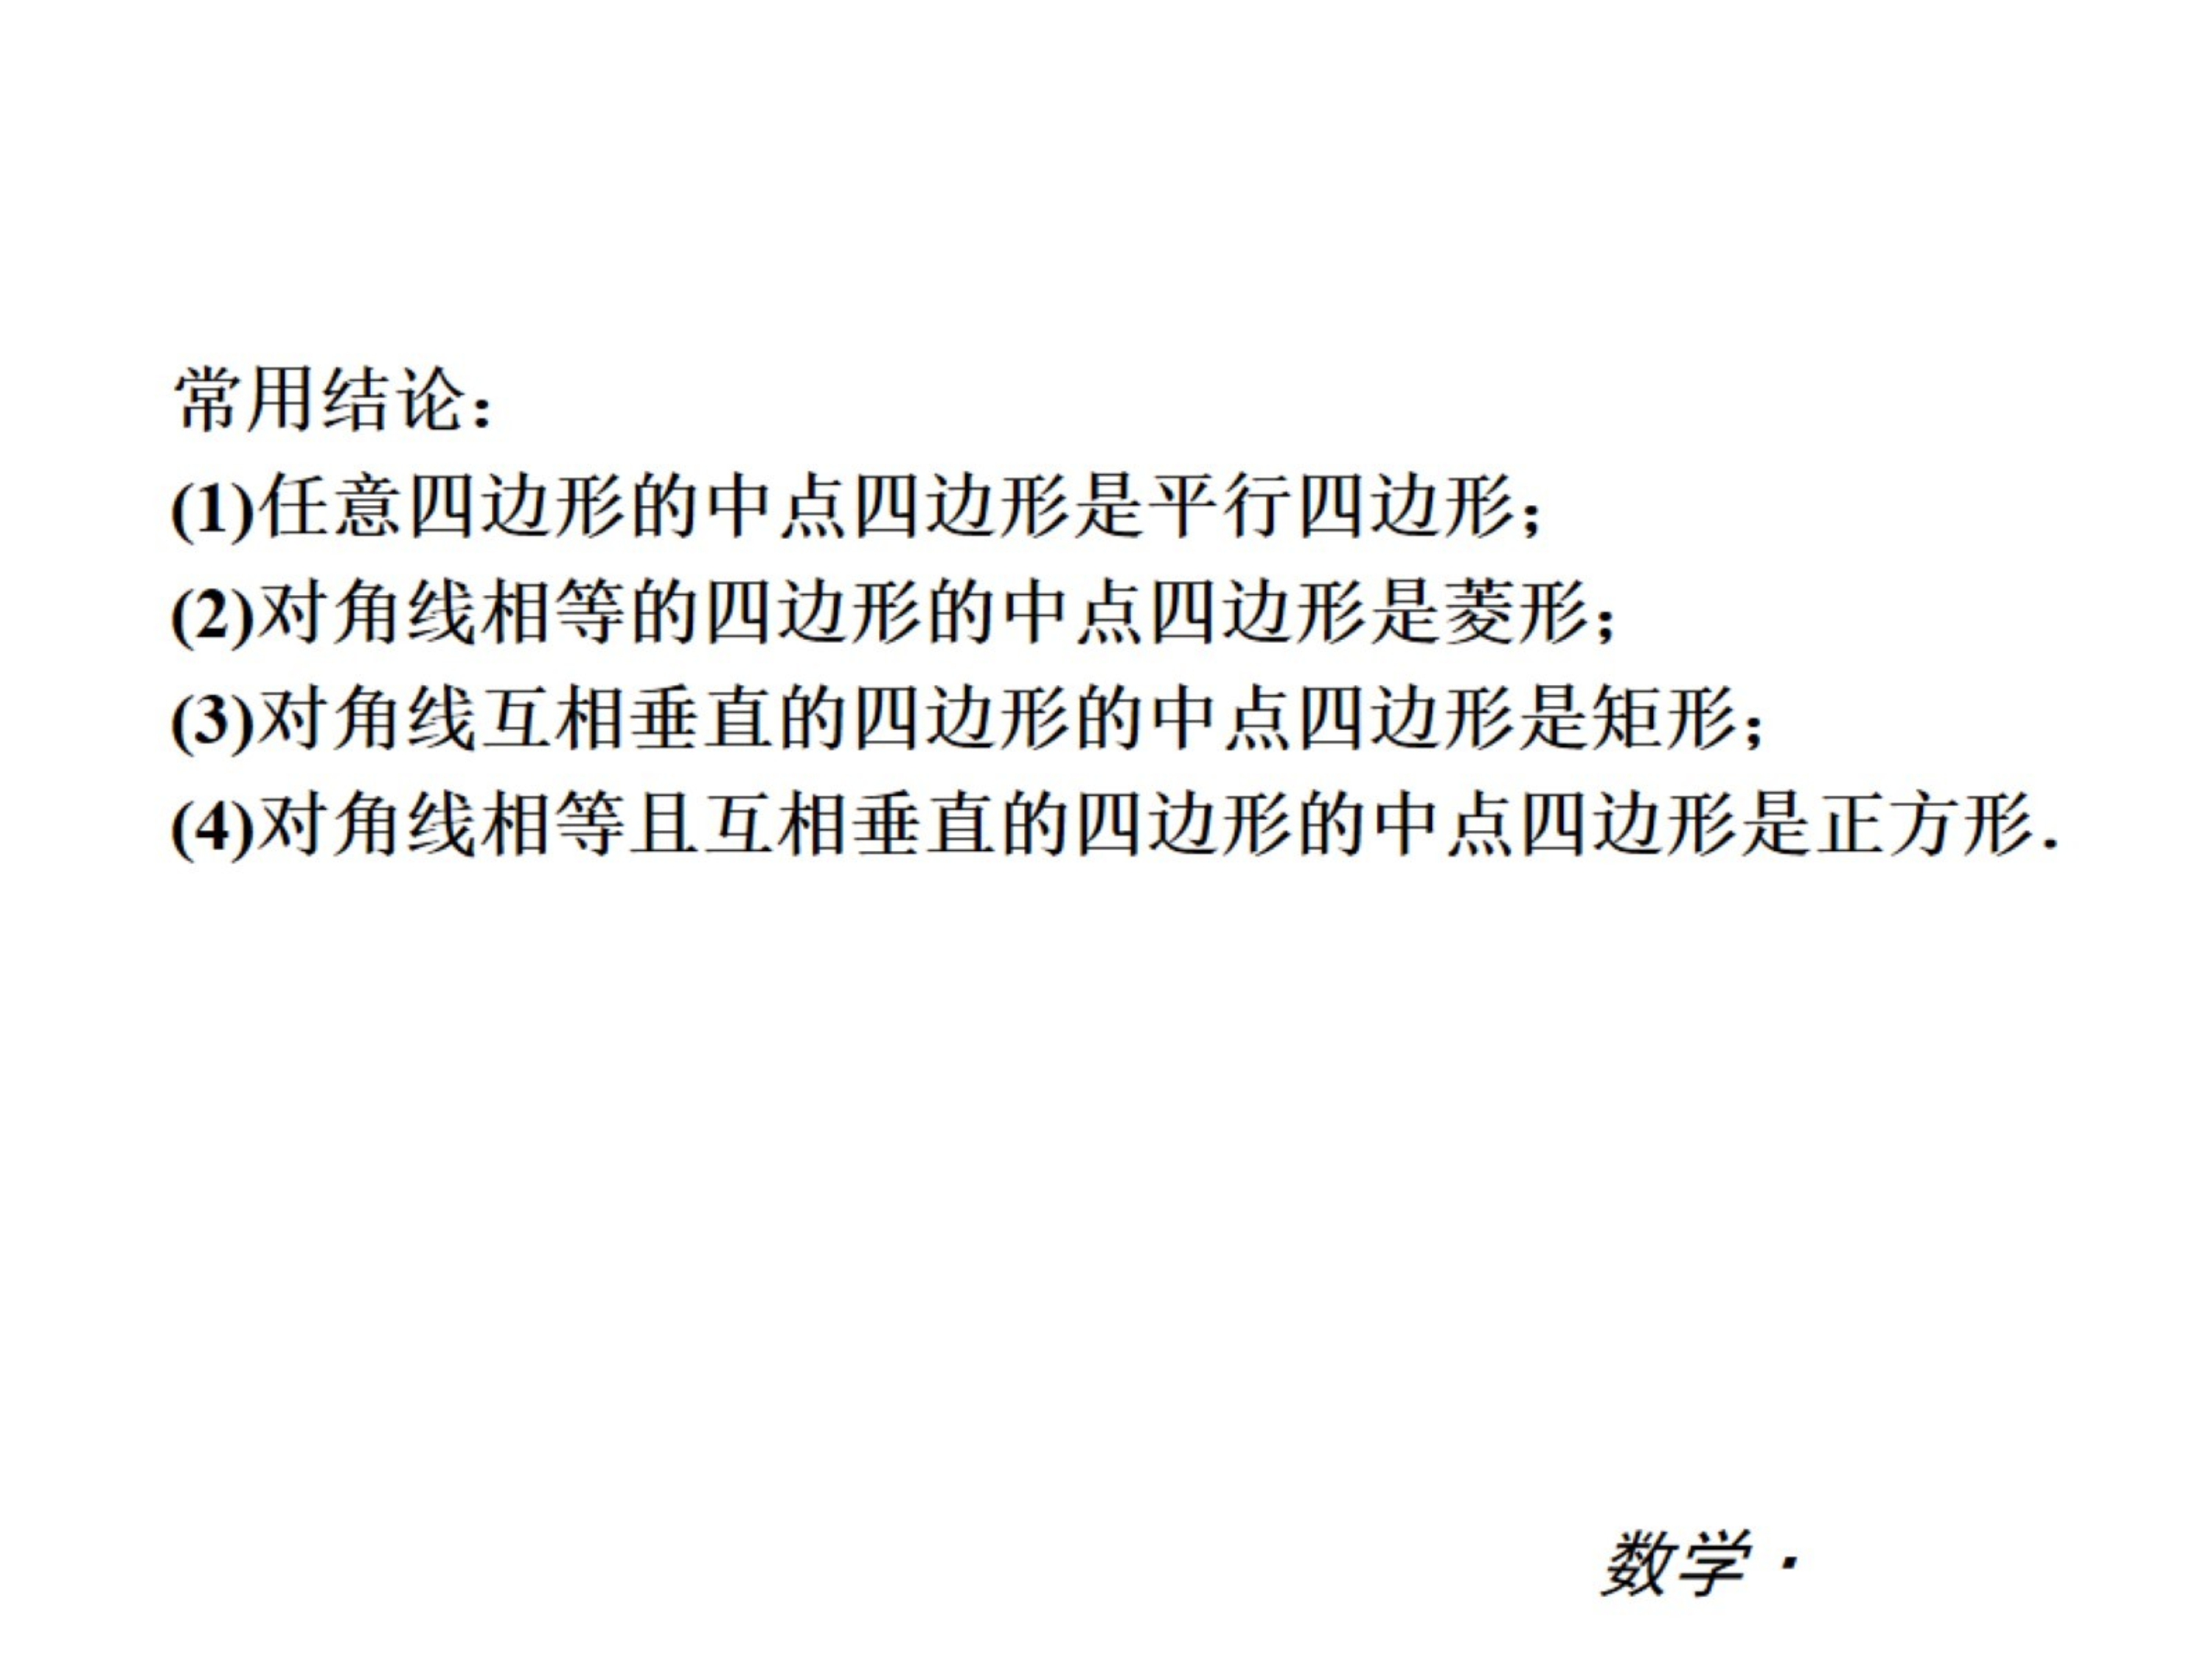 常用结论：
(1)任意四边形的中点四边形是平行四边形；
(2)对角线相等的四边形的中点四边形是菱形；
(3)对角线互相垂直的四边形的中点四边形是矩形；
(4)对角线相等且互相垂直的四边形的中点四边形是正方形．
数学·